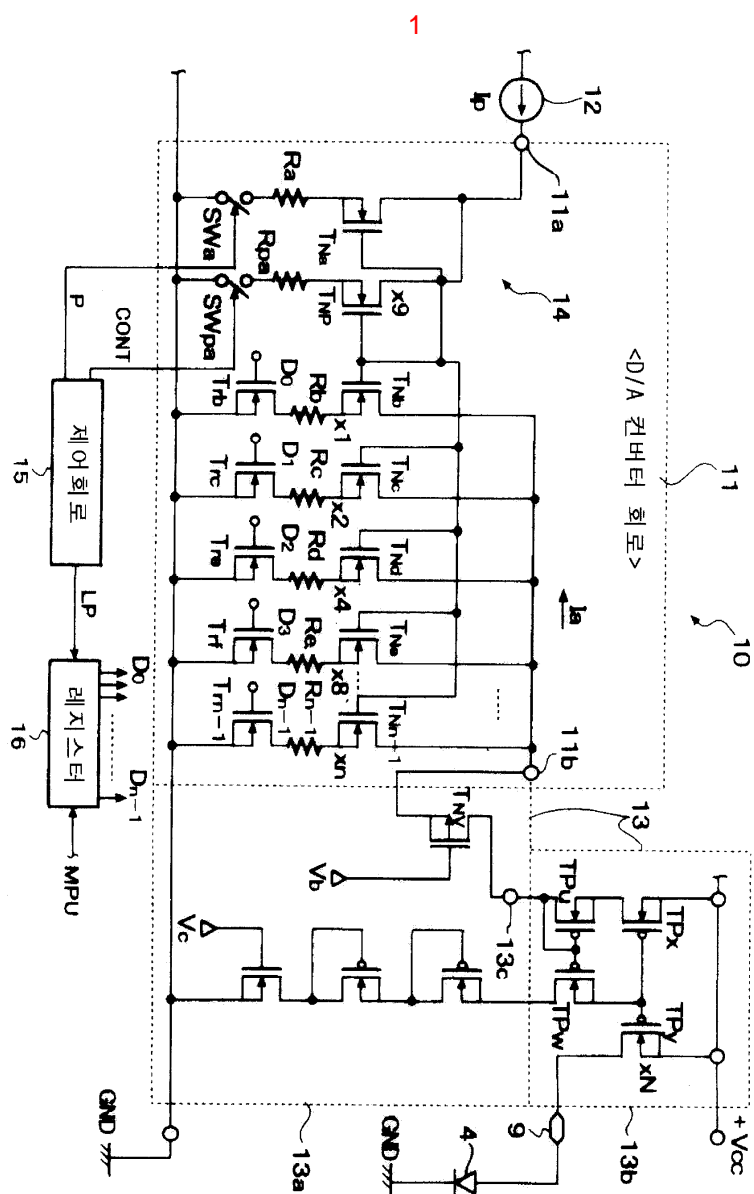 1
10
11
<D/A 컨버터 회로>
12
Ip
11a
14
Ia
11b
13
TNa
TNP
x9
TNb
TNc
TNd
TNe
TNn-1
Ra
Rpa
Rb
x1
Rc
x2
Rd
x4
Re
x8
Rn-1
xn
D0
D1
D2
D3
Dn-1
Trb
Trc
Tre
Trf
Trn-1
SWa
SWpa
P
CONT
제어회로
15
LP
레지스터
16
D0
Dn-1
MPU
TNV
Vb
13c
Vc
TPu
TPx
TPw
TPy
xN
+Vcc
13b
9
4
GND
13a
GND